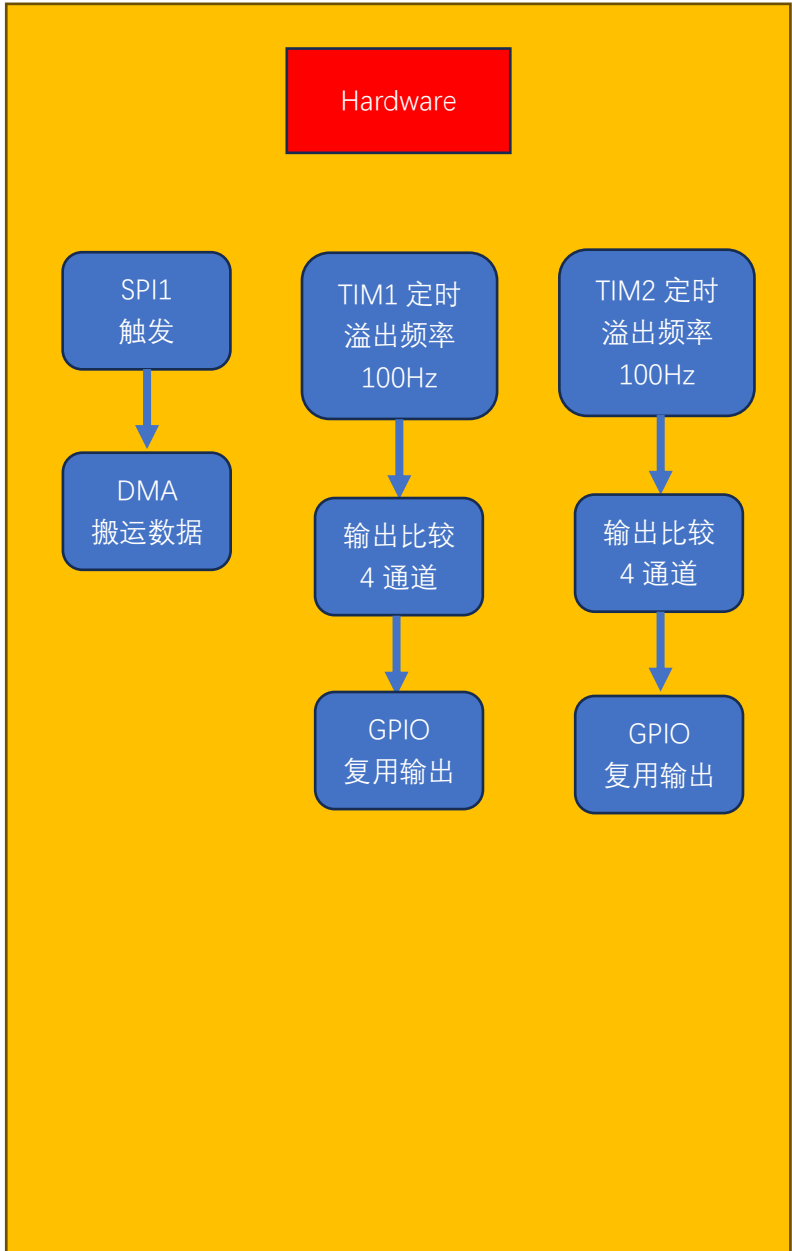 Hardware
SPI1
触发
DMA
搬运数据
TIM1 定时
溢出频率
100Hz
输出比较
4 通道
GPIO
复用输出
TIM2 定时
溢出频率
100Hz
输出比较
4 通道
GPIO
复用输出